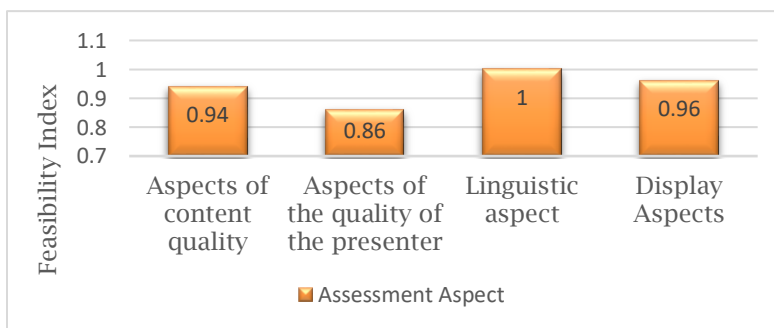 Feasibility Index
1.1
1
0.9
0.8
0.7
0.94
0.86
1
0.96
Aspects of
content
quality
Aspects of
the quality of
the presenter
Linguistic
aspect
Display
Aspects
Assessment Aspect